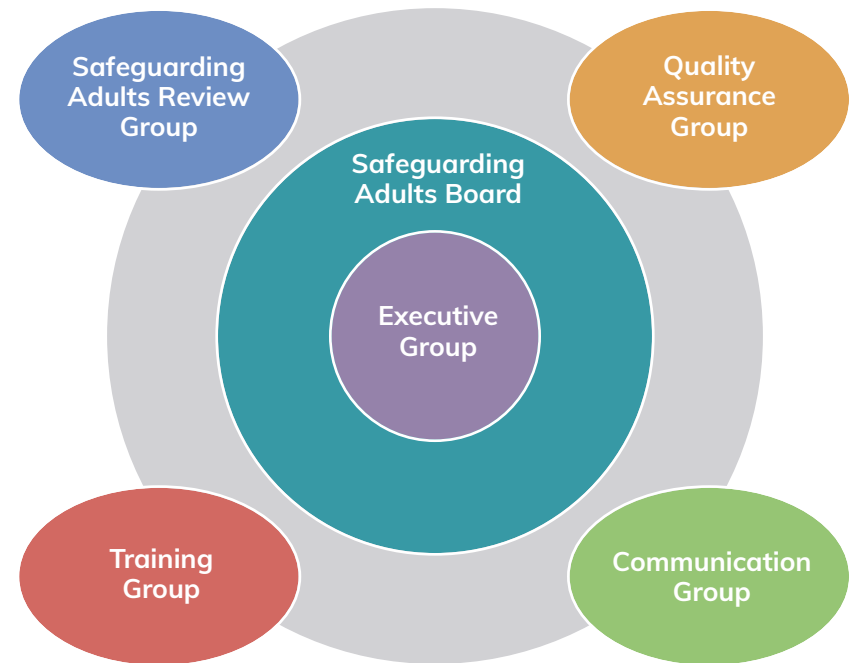 Safeguarding
Adults Review
Group
Quality
Assurance
Group
Safeguarding
Adults Board
Executive
Group
Training
Group
Communication
Group